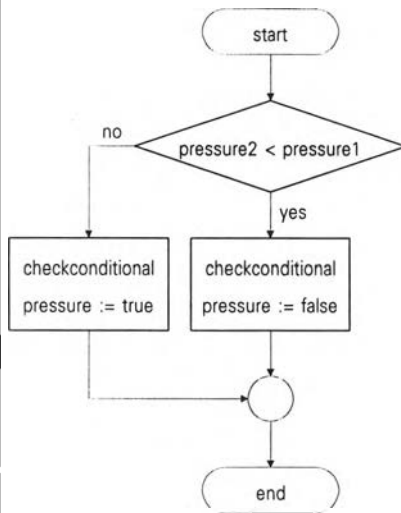 start
no
pressure2 < pressure1
yes
checkconditional
pressure := true
checkconditional
pressure := false
end